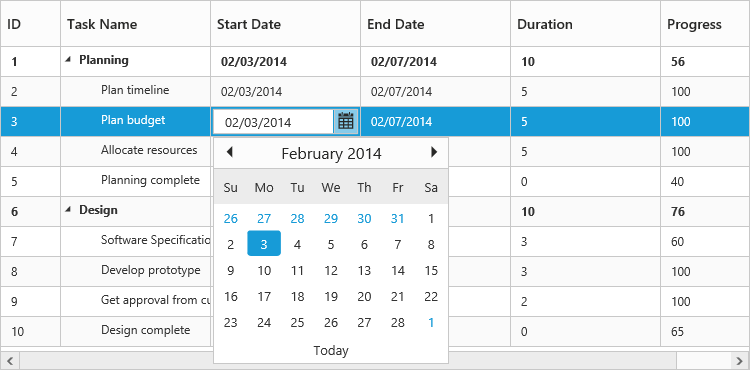 ID Task Name Start Date End Date Duration Progress
1 Planning 02/03/2014 02/07/2014 10 56
2 Plan timeline 02/03/2014 02/07/2014 5 100
3 Plan budget 02/03/2014 02/07/2014 5 100
4 Allocate resources 5 100
5 Planning complete 0 40
6 Design 10 76
7 Software Specificatio 3 60
8 Develop prototype 3 100
9 Get approval from cu 2 100
10 Design complete 0 65
February 2014
Su Mo Tu We Th Fr Sa
26 27 28 29 30 31 1
2 3 4 5 6 7 8
9 10 11 12 13 14 15
16 17 18 19 20 21 22
23 24 25 26 27 28 1
Today